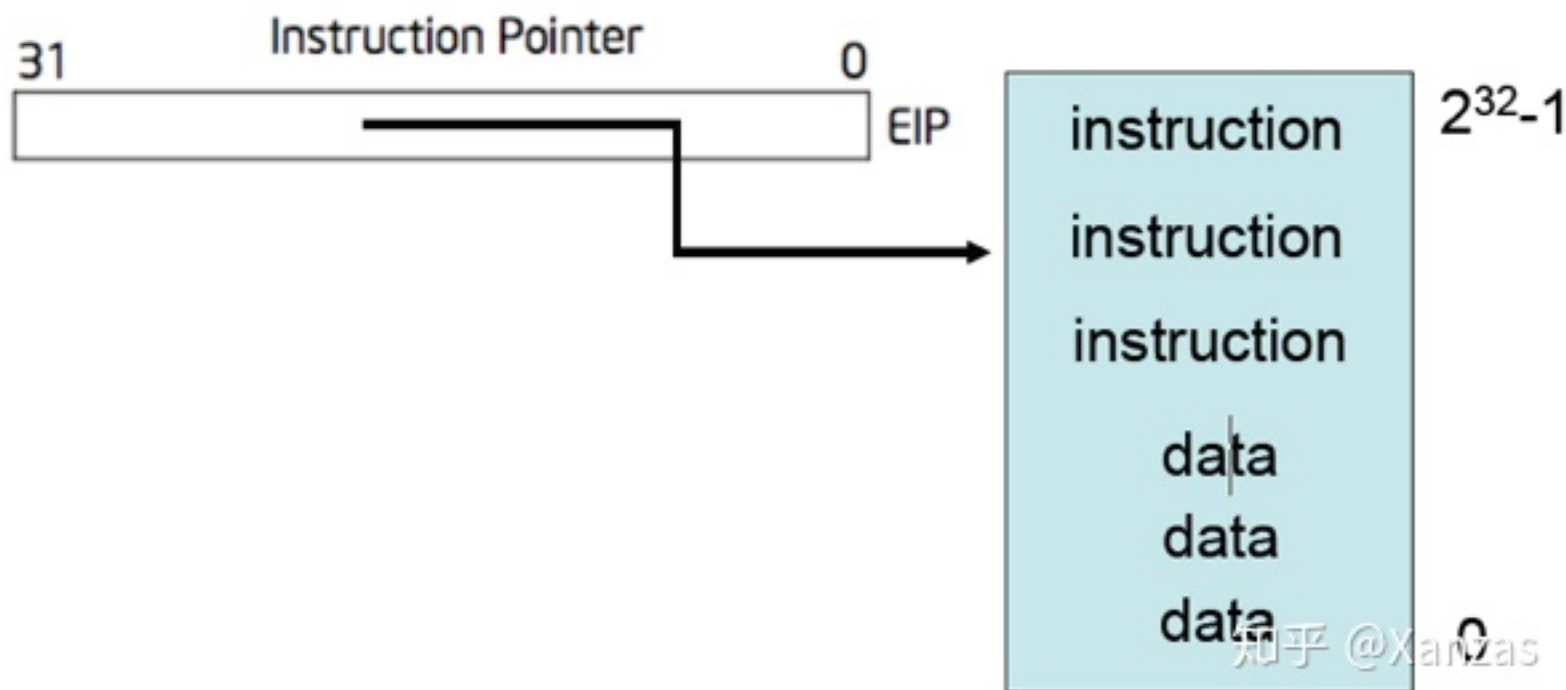 Instruction Pointer
31 0
EIP
instruction 2³²-1
instruction
instruction
data
data
data
0
知乎 @Xanzas